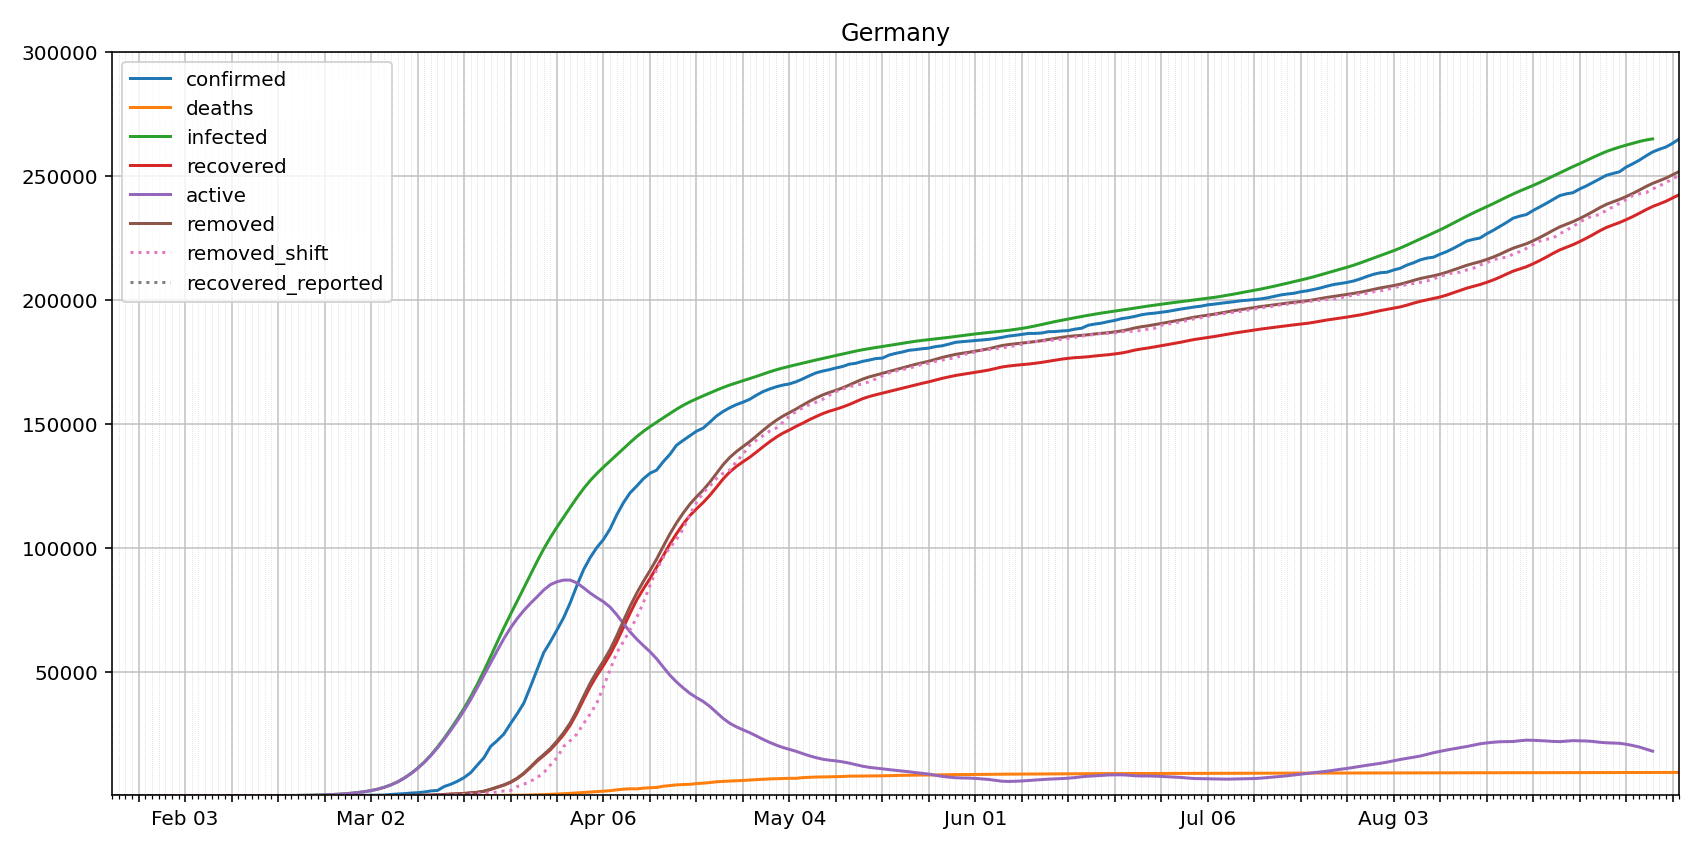 Germany
300000
250000
200000
150000
100000
50000
confirmed
deaths
infected
recovered
active
removed
removed_shift
recovered_reported
Feb 03 Mar 02 Apr 06 May 04 Jun 01 Jul 06 Aug 03